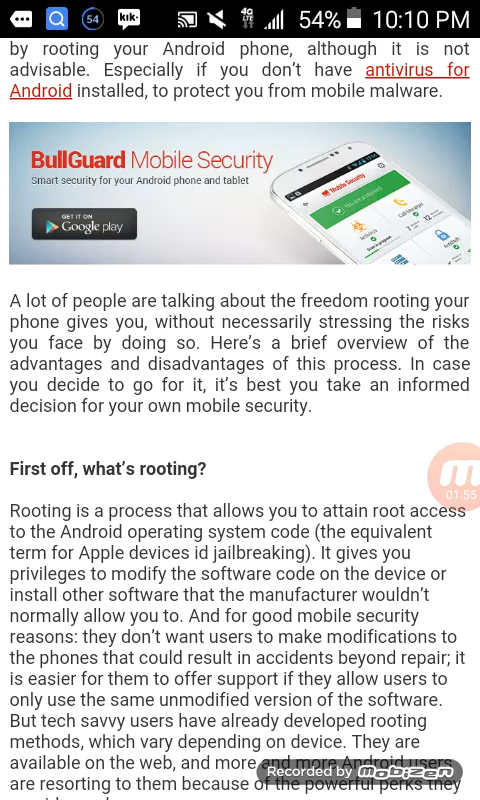 54 kik 4G LTE 54% 10:10 PM
by rooting your Android phone, although it is not
advisable. Especially if you don’t have antivirus for
Android installed, to protect you from mobile malware.
BullGuard Mobile Security
Smart security for your Android phone and tablet
GET IT ON
Google play
Mobile Security
You are protected
Antivirus
Call Manager
A lot of people are talking about the freedom rooting your
phone gives you, without necessarily stressing the risks
you face by doing so. Here’s a brief overview of the
advantages and disadvantages of this process. In case
you decide to go for it, it’s best you take an informed
decision for your own mobile security.
First off, what’s rooting?
01:55
Rooting is a process that allows you to attain root access
to the Android operating system code (the equivalent
term for Apple devices id jailbreaking). It gives you
privileges to modify the software code on the device or
install other software that the manufacturer wouldn’t
normally allow you to. And for good mobile security
reasons: they don’t want users to make modifications to
the phones that could result in accidents beyond repair; it
is easier for them to offer support if they allow users to
only use the same unmodified version of the software.
But tech savvy users have already developed rooting
methods, which vary depending on device. They are
available on the web, and more and more Android users
are resorting to them because of the powerful perks they
Recorded by mobizen